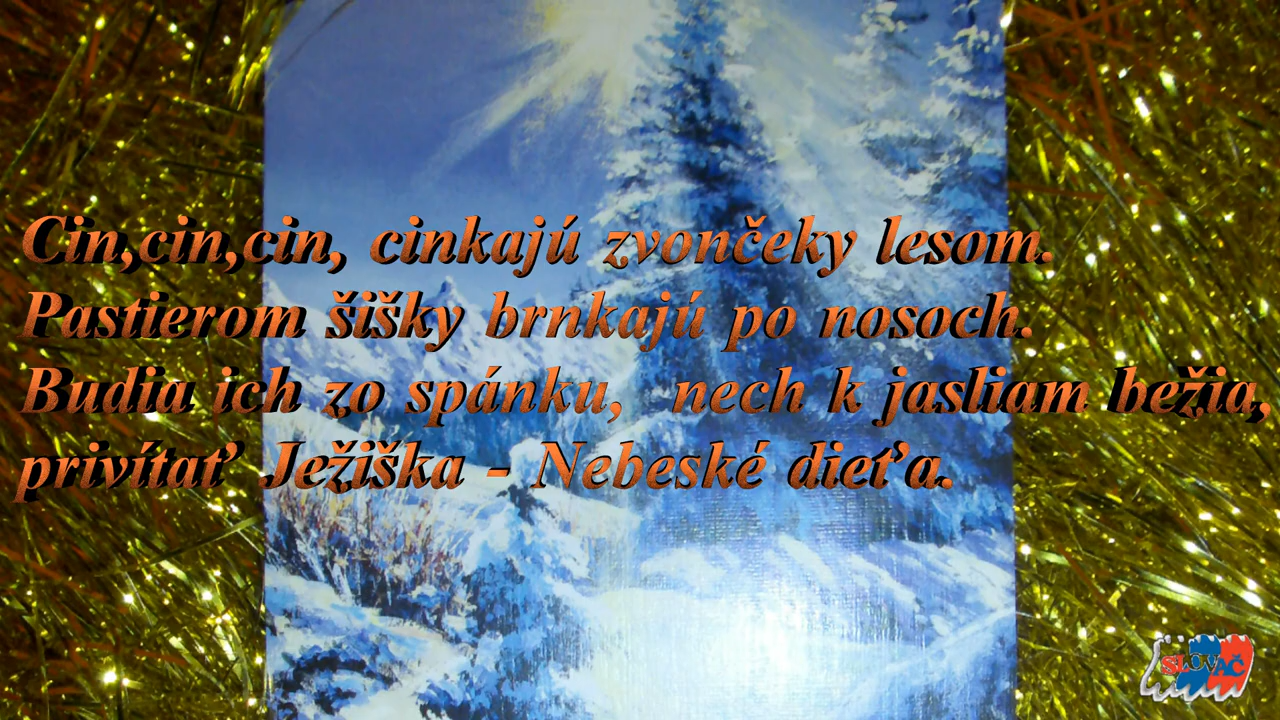 Cin,cin,cin, cinkajú zvončeky lesom.
Pastierom šišky brnkajú po nosoch.
Budia ich zo spánku, nech k jasliam bežia,
privítať Ježiška - Nebeské dieťa.
SLOVAČ